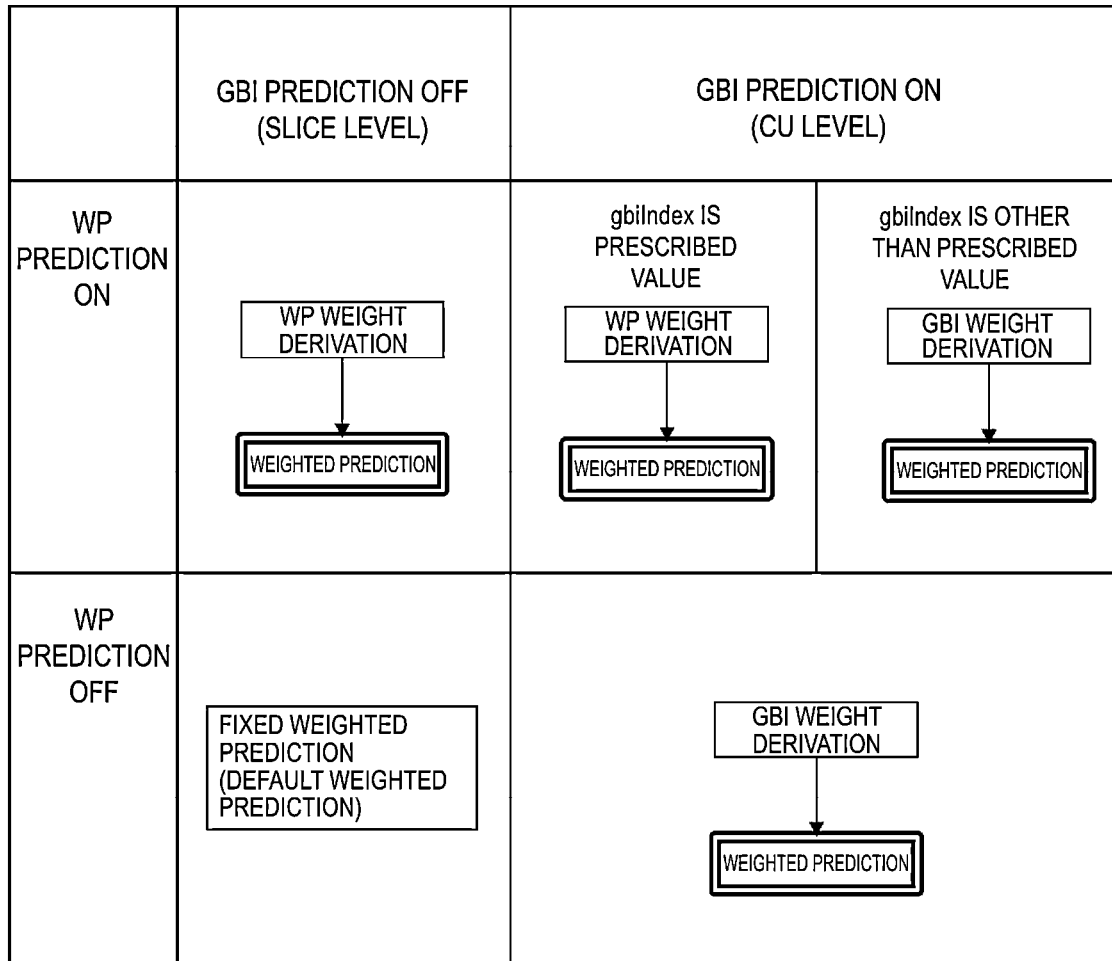 GBI PREDICTION OFF
(SLICE LEVEL)
GBI PREDICTION ON
(CU LEVEL)
WP
PREDICTION
ON
WP WEIGHT
DERIVATION
WEIGHTED PREDICTION
gbiIndex IS
PRESCRIBED
VALUE
WP WEIGHT
DERIVATION
WEIGHTED PREDICTION
gbiIndex IS OTHER
THAN PRESCRIBED
VALUE
GBI WEIGHT
DERIVATION
WEIGHTED PREDICTION
WP
PREDICTION
OFF
FIXED WEIGHTED
PREDICTION
(DEFAULT WEIGHTED
PREDICTION)
GBI WEIGHT
DERIVATION
WEIGHTED PREDICTION